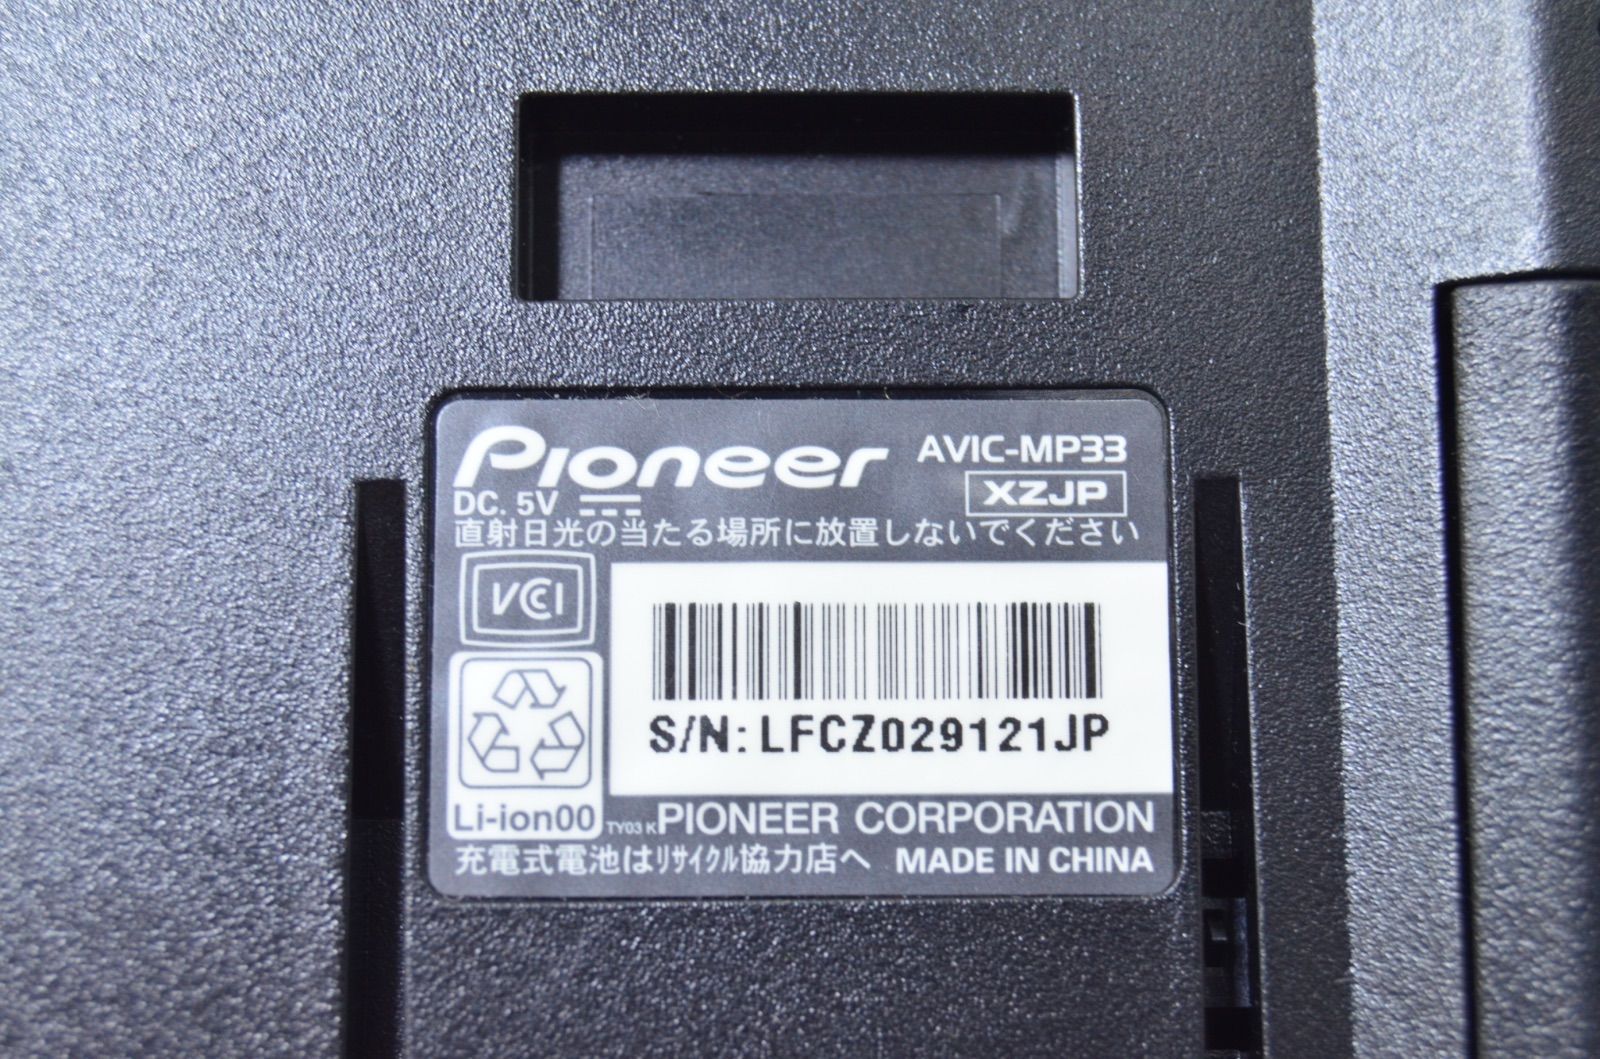 Pioneer AVIC-MP33
DC. 5V XZJP
直射日光の当たる場所に放置しないでください
VCCI
S/N:LFCZ029121JP
Li-ion00 TY03 K PIONEER CORPORATION
充電式電池はリサイクル協力店へ MADE IN CHINA